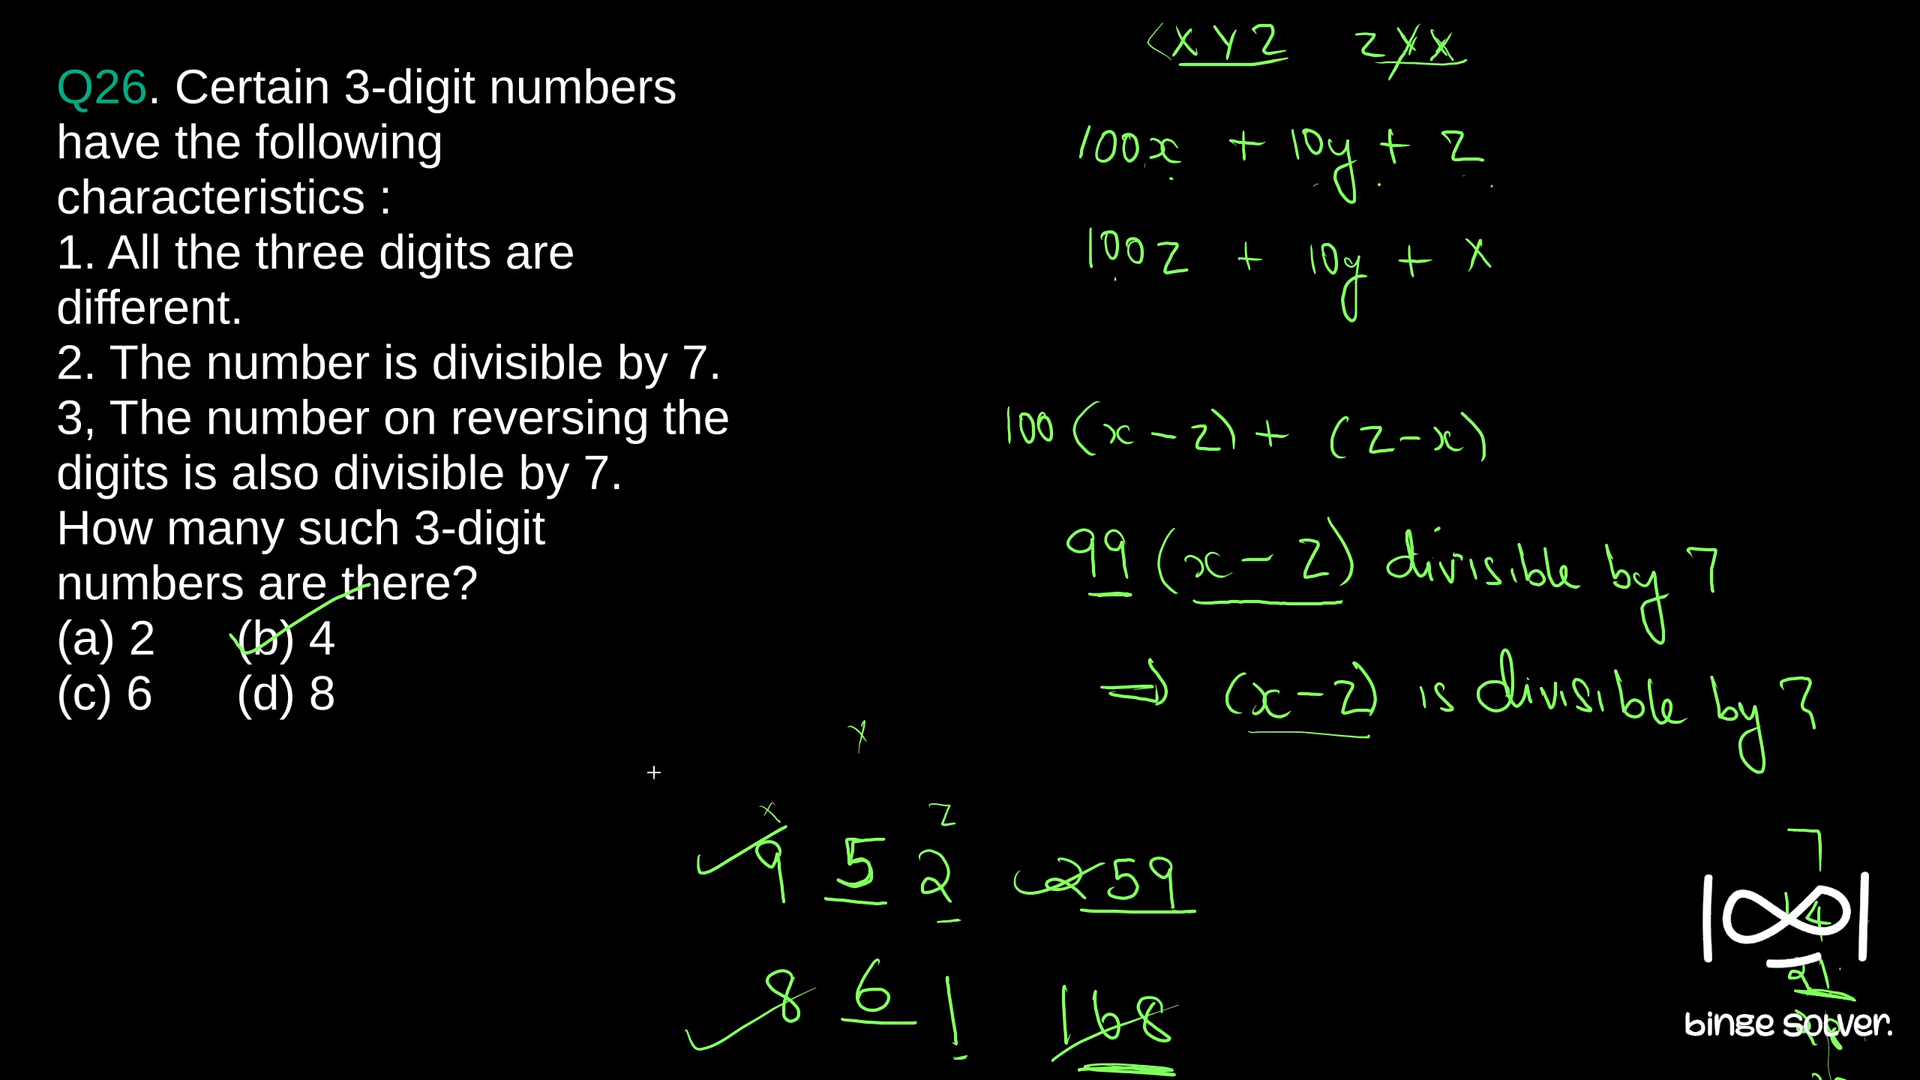 Q26. Certain 3-digit numbers
have the following
characteristics :
1. All the three digits are
different.
2. The number is divisible by 7.
3, The number on reversing the
digits is also divisible by 7.
How many such 3-digit
numbers are there?
(a) 2 (b) 4
(c) 6 (d) 8
x y z z y x
100x + 10y + z
100z + 10y + x
100 (x - z) + (z - x)
99 (x - z) divisible by 7
⇒ (x - z) is divisible by 7
x
x z
9 5 2 259
8 6 1 168
7
14
21
binge solver.